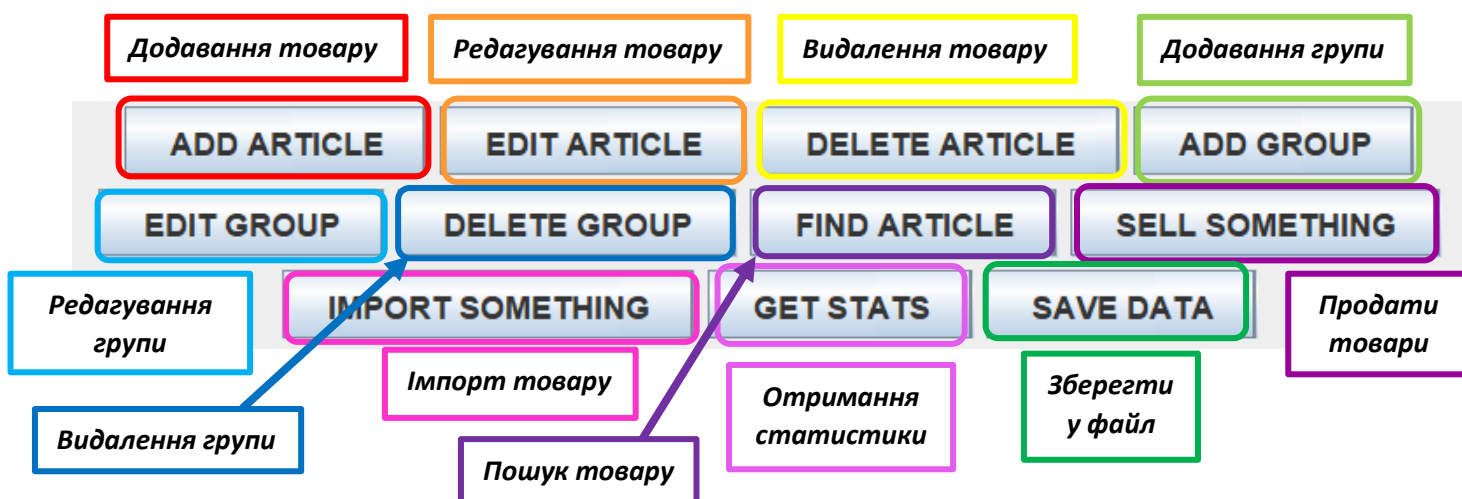 Додавання товару
Редагування товару
Видалення товару
Додавання групи
ADD ARTICLE
EDIT ARTICLE
DELETE ARTICLE
ADD GROUP
EDIT GROUP
DELETE GROUP
FIND ARTICLE
SELL SOMETHING
Редагування
групи
IMPORT SOMETHING
GET STATS
SAVE DATA
Продати
товари
Імпорт товару
Отримання
статистики
Зберегти
у файл
Видалення групи
Пошук товару